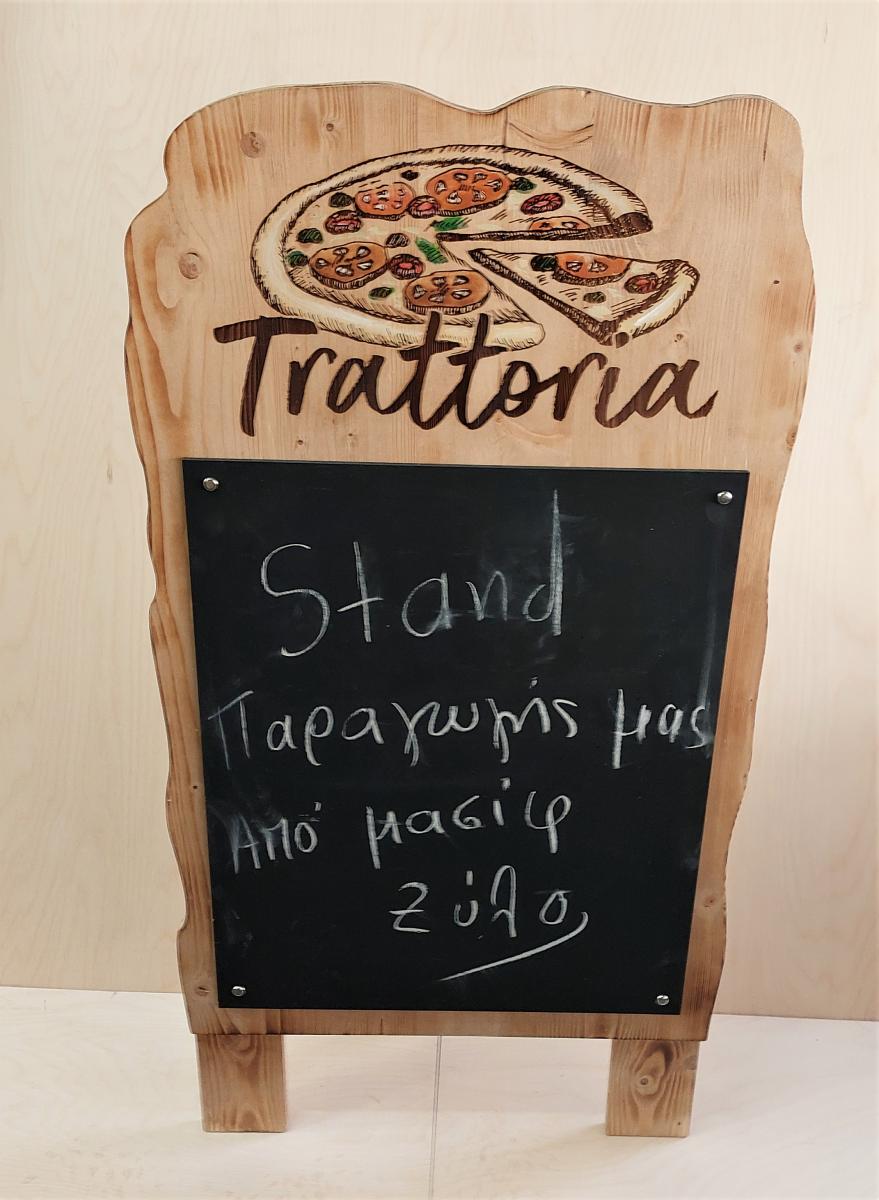 Trattoria
Stand
Παραγωγής μας
Από μασίφ
Ξύλο